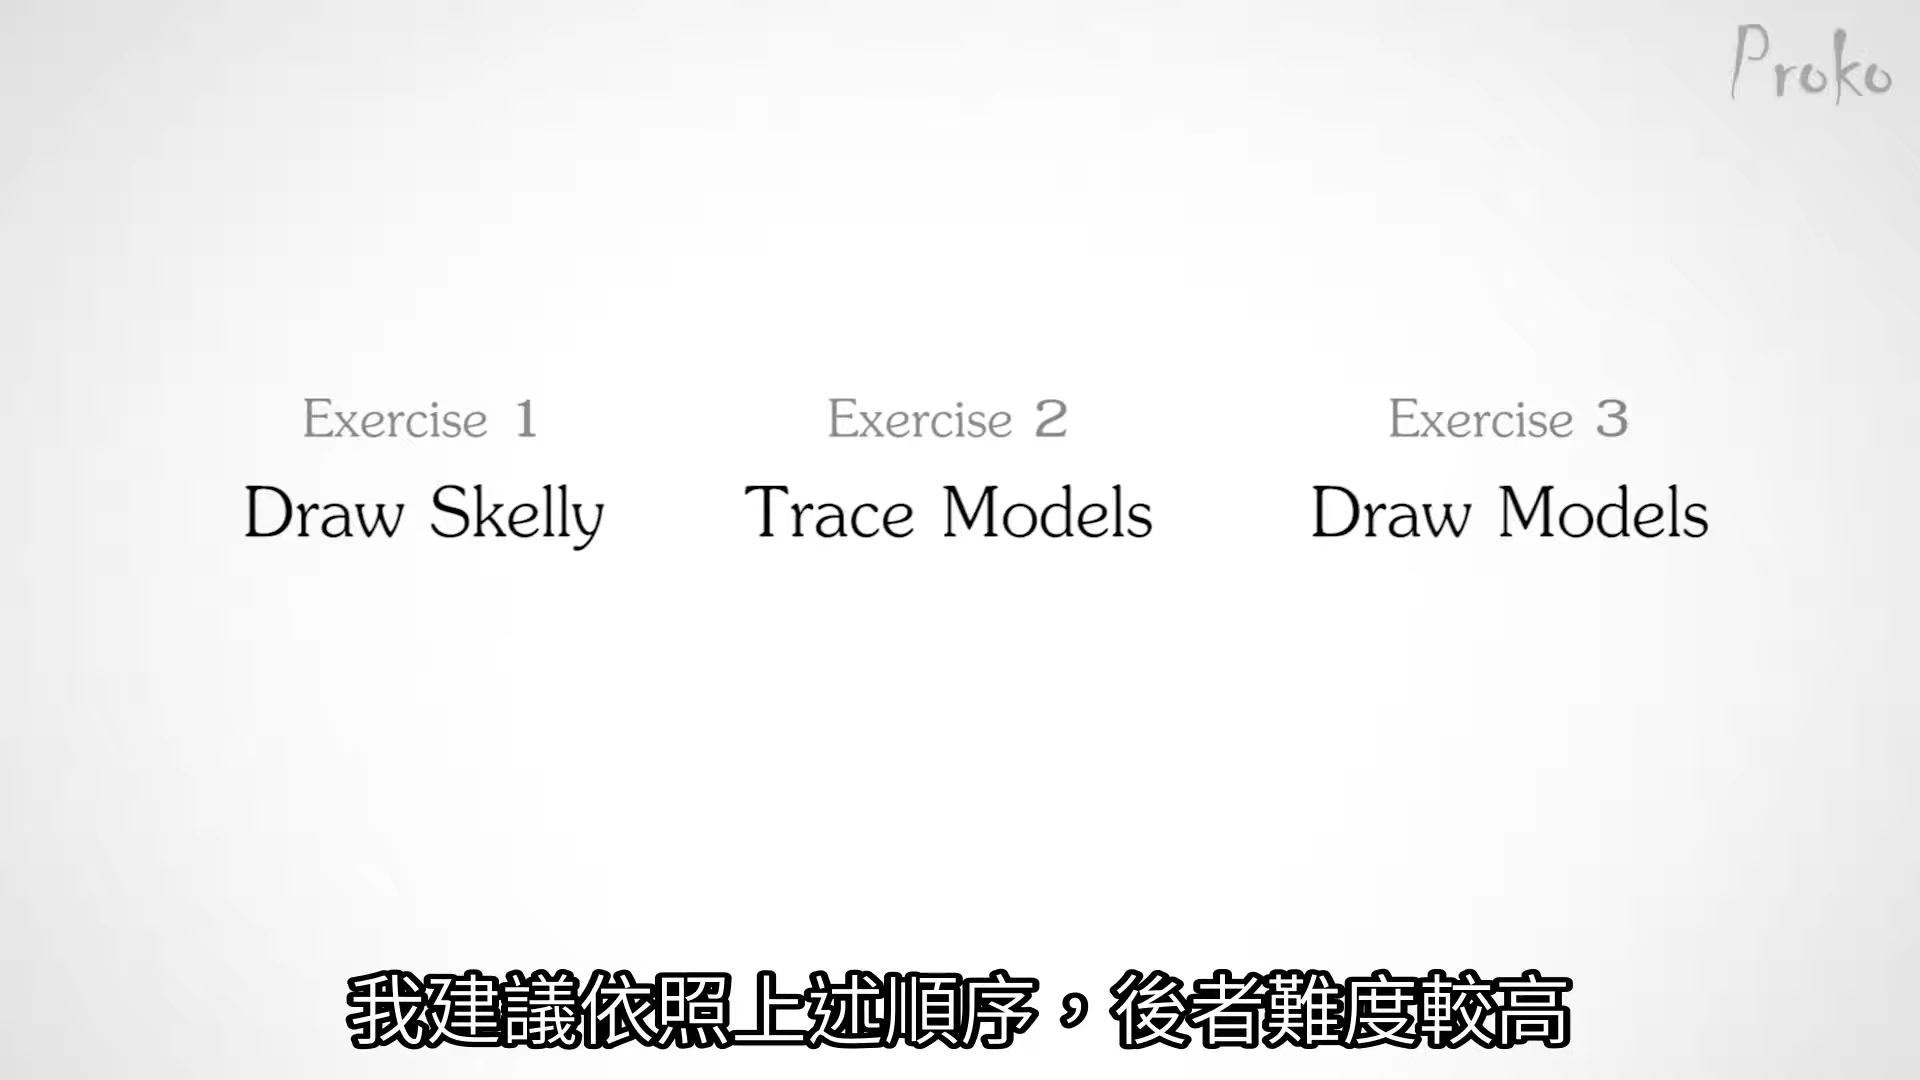 Proko
Exercise 1
Draw Skelly
Exercise 2
Trace Models
Exercise 3
Draw Models
我建議依照上述順序，後者難度較高